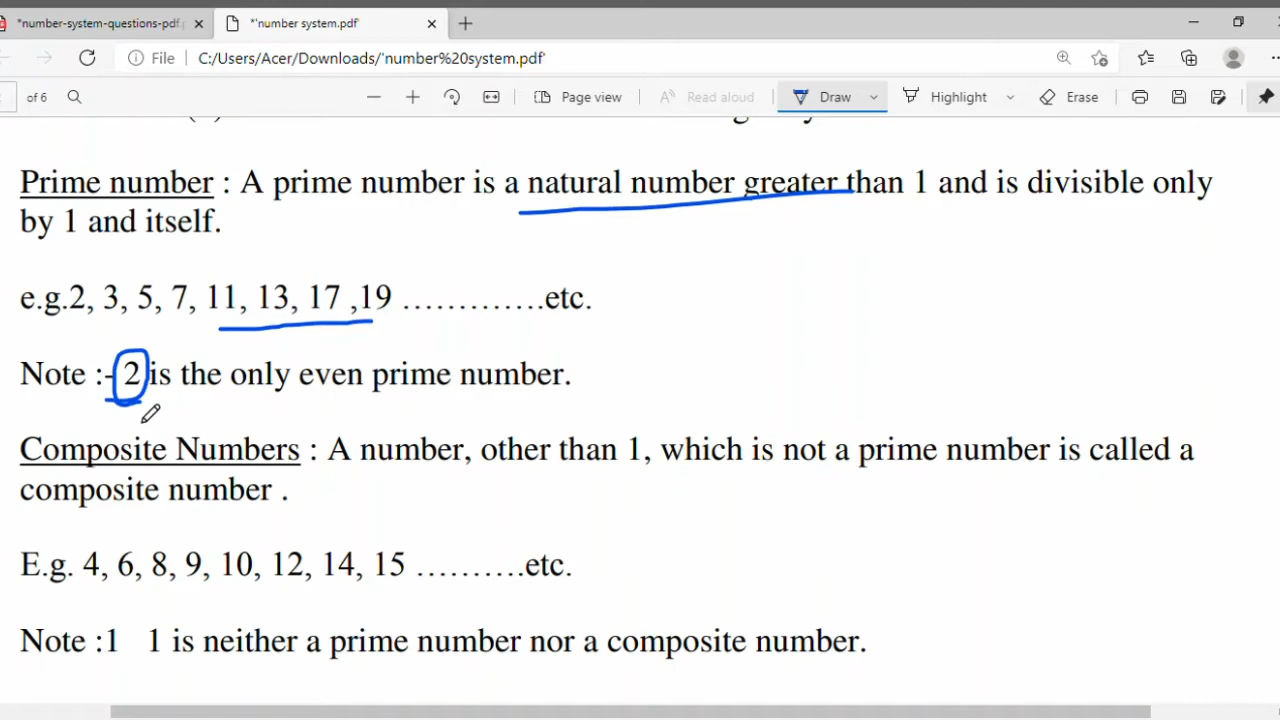 *number-system-questions-pdf.
*'number system.pdf'
File | C:/Users/Acer/Downloads/'number%20system.pdf'
of 6
Page view
Read aloud
Draw
Highlight
Erase
Prime number : A prime number is a natural number greater than 1 and is divisible only
by 1 and itself.
e.g.2, 3, 5, 7, 11, 13, 17 ,19 .............etc.
Note :- 2 is the only even prime number.
Composite Numbers : A number, other than 1, which is not a prime number is called a
composite number .
E.g. 4, 6, 8, 9, 10, 12, 14, 15 ..........etc.
Note :1 1 is neither a prime number nor a composite number.